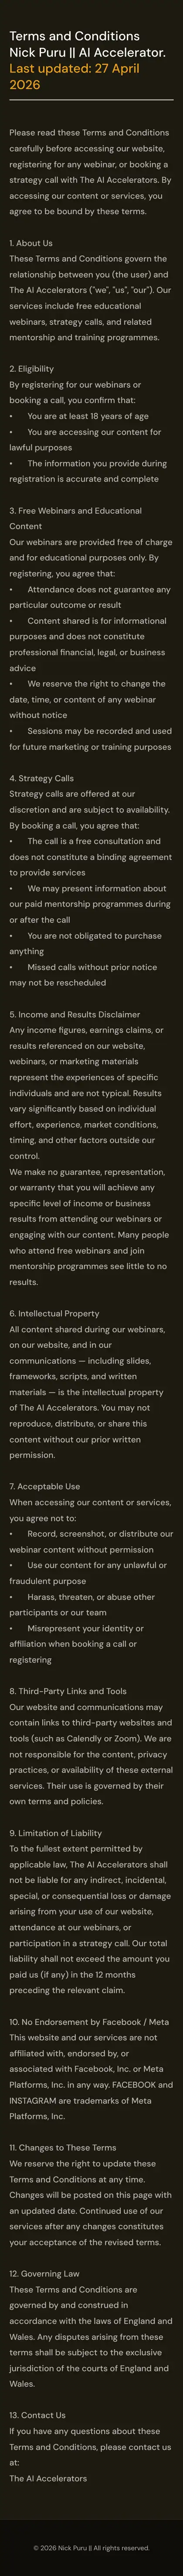 Terms and Conditions
Nick Puru || AI Accelerator.
Last updated: 27 April
2026
Please read these Terms and Conditions
carefully before accessing our website,
registering for any webinar, or booking a
strategy call with The AI Accelerators. By
accessing our content or services, you
agree to be bound by these terms.
1. About Us
These Terms and Conditions govern the
relationship between you (the user) and
The AI Accelerators ("we", "us", "our"). Our
services include free educational
webinars, strategy calls, and related
mentorship and training programmes.
2. Eligibility
By registering for our webinars or
booking a call, you confirm that:
• You are at least 18 years of age
• You are accessing our content for
lawful purposes
• The information you provide during
registration is accurate and complete
3. Free Webinars and Educational
Content
Our webinars are provided free of charge
and for educational purposes only. By
registering, you agree that:
• Attendance does not guarantee any
particular outcome or result
• Content shared is for informational
purposes and does not constitute
professional financial, legal, or business
advice
• We reserve the right to change the
date, time, or content of any webinar
without notice
• Sessions may be recorded and used
for future marketing or training purposes
4. Strategy Calls
Strategy calls are offered at our
discretion and are subject to availability.
By booking a call, you agree that:
• The call is a free consultation and
does not constitute a binding agreement
to provide services
• We may present information about
our paid mentorship programmes during
or after the call
• You are not obligated to purchase
anything
• Missed calls without prior notice
may not be rescheduled
5. Income and Results Disclaimer
Any income figures, earnings claims, or
results referenced on our website,
webinars, or marketing materials
represent the experiences of specific
individuals and are not typical. Results
vary significantly based on individual
effort, experience, market conditions,
timing, and other factors outside our
control.
We make no guarantee, representation,
or warranty that you will achieve any
specific level of income or business
results from attending our webinars or
engaging with our content. Many people
who attend free webinars and join
mentorship programmes see little to no
results.
6. Intellectual Property
All content shared during our webinars,
on our website, and in our
communications — including slides,
frameworks, scripts, and written
materials — is the intellectual property
of The AI Accelerators. You may not
reproduce, distribute, or share this
content without our prior written
permission.
7. Acceptable Use
When accessing our content or services,
you agree not to:
• Record, screenshot, or distribute our
webinar content without permission
• Use our content for any unlawful or
fraudulent purpose
• Harass, threaten, or abuse other
participants or our team
• Misrepresent your identity or
affiliation when booking a call or
registering
8. Third-Party Links and Tools
Our website and communications may
contain links to third-party websites and
tools (such as Calendly or Zoom). We are
not responsible for the content, privacy
practices, or availability of these external
services. Their use is governed by their
own terms and policies.
9. Limitation of Liability
To the fullest extent permitted by
applicable law, The AI Accelerators shall
not be liable for any indirect, incidental,
special, or consequential loss or damage
arising from your use of our website,
attendance at our webinars, or
participation in a strategy call. Our total
liability shall not exceed the amount you
paid us (if any) in the 12 months
preceding the relevant claim.
10. No Endorsement by Facebook / Meta
This website and our services are not
affiliated with, endorsed by, or
associated with Facebook, Inc. or Meta
Platforms, Inc. in any way. FACEBOOK and
INSTAGRAM are trademarks of Meta
Platforms, Inc.
11. Changes to These Terms
We reserve the right to update these
Terms and Conditions at any time.
Changes will be posted on this page with
an updated date. Continued use of our
services after any changes constitutes
your acceptance of the revised terms.
12. Governing Law
These Terms and Conditions are
governed by and construed in
accordance with the laws of England and
Wales. Any disputes arising from these
terms shall be subject to the exclusive
jurisdiction of the courts of England and
Wales.
13. Contact Us
If you have any questions about these
Terms and Conditions, please contact us
at:
The AI Accelerators
© 2026 Nick Puru || All rights reserved.